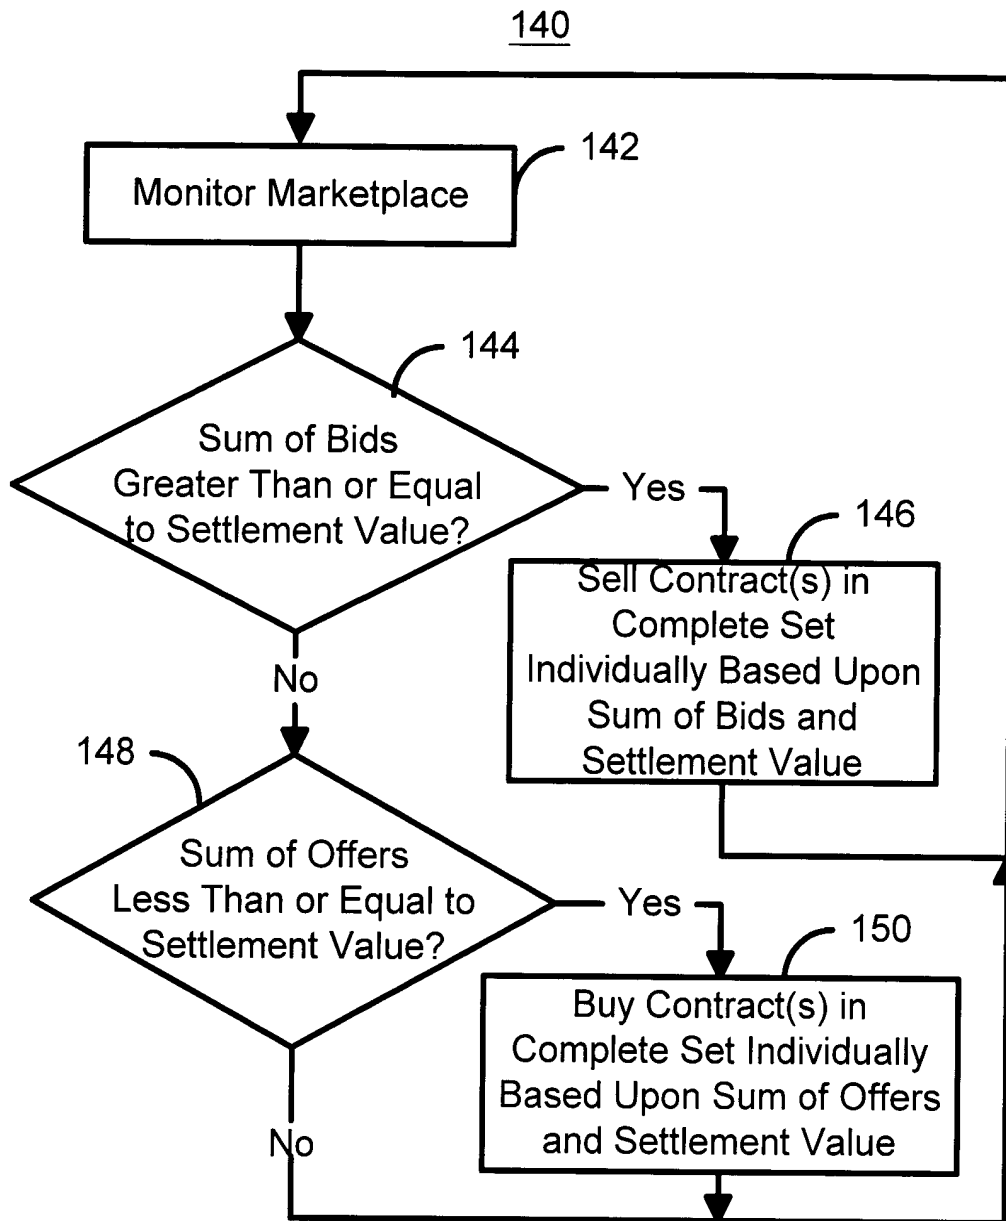 140
142
Monitor Marketplace
144
Sum of Bids
Greater Than or Equal
to Settlement Value?
Yes
146
Sell Contract(s) in
Complete Set
Individually Based Upon
Sum of Bids and
Settlement Value
No
148
Sum of Offers
Less Than or Equal to
Settlement Value?
Yes
150
Buy Contract(s) in
Complete Set Individually
Based Upon Sum of Offers
and Settlement Value
No